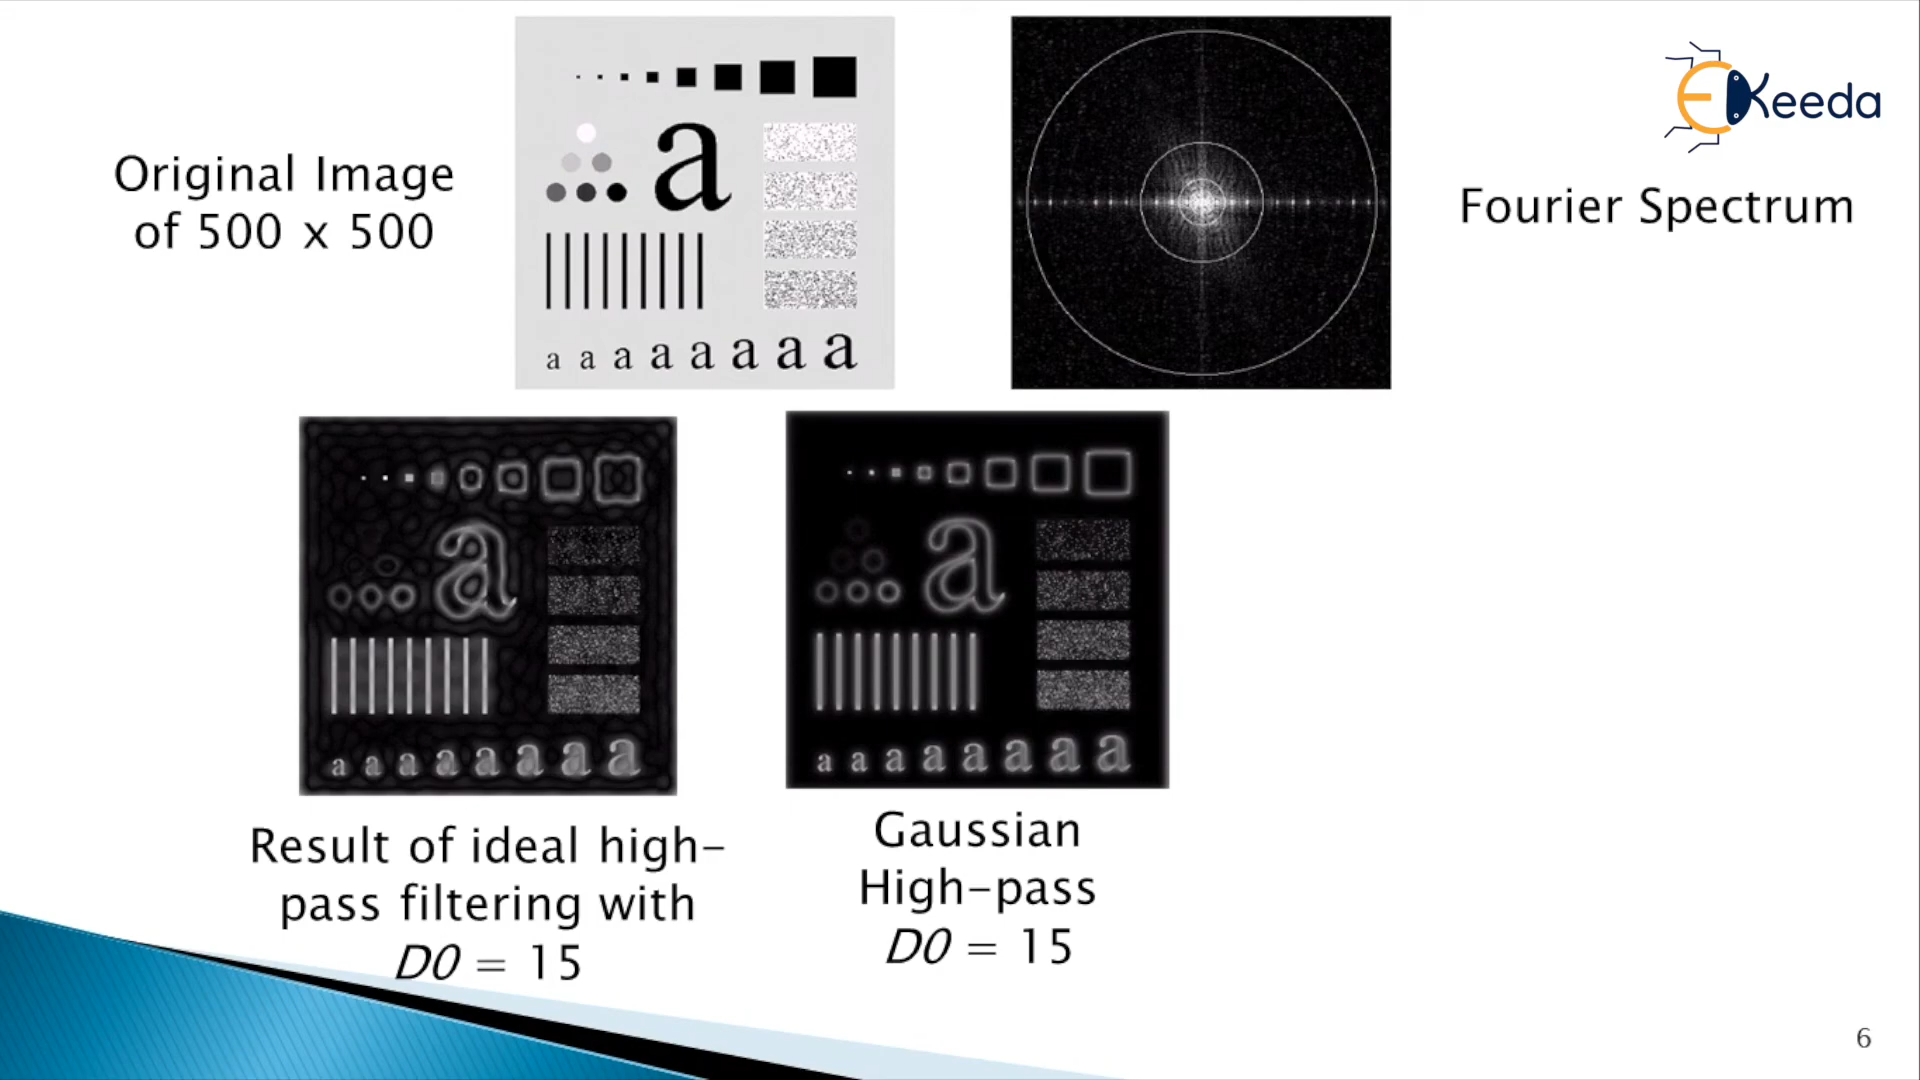 Original Image
of 500 x 500
a
a a a a a a a a
Fourier Spectrum
EKeeda
a
a a a a a a a a
a
a a a a a a a a
Result of ideal high-
pass filtering with
D0 = 15
Gaussian
High-pass
D0 = 15
6